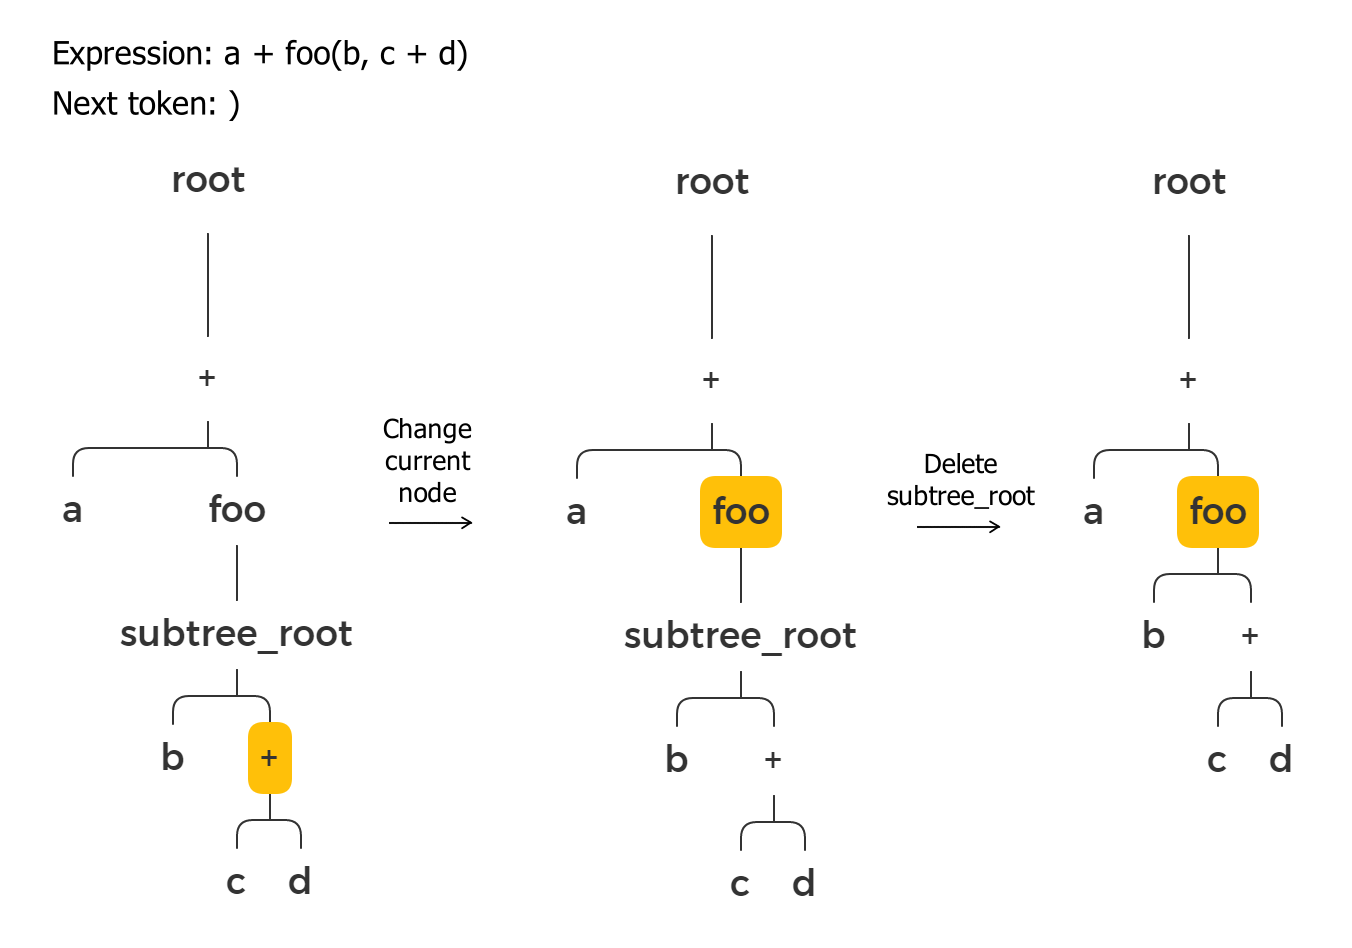 Expression: a + foo(b, c + d)
Next token: )
root
+
a
foo
subtree_root
b
+
c
d
Change
current
node
root
+
a
foo
subtree_root
b
+
c
d
Delete
subtree_root
root
+
a
foo
b
+
c
d